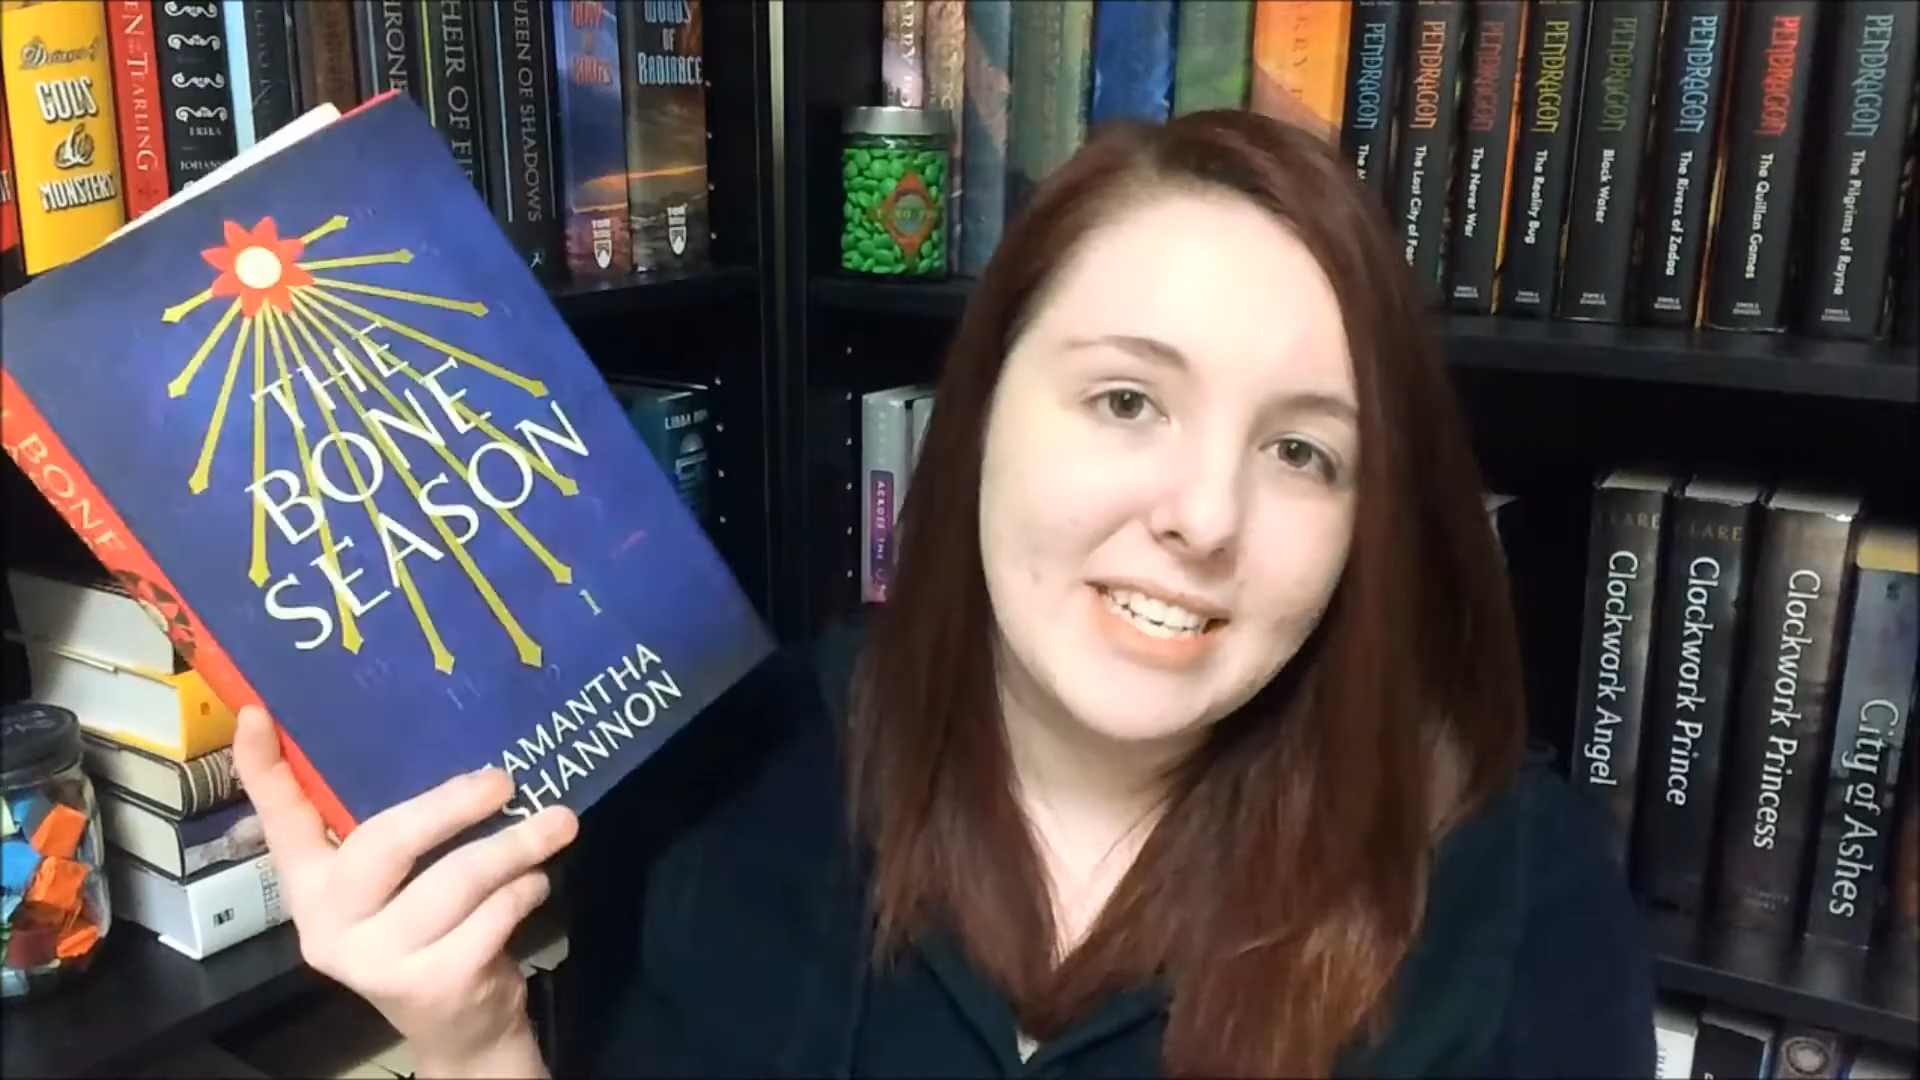 GODS
&
MONSTERS
TEARLING
HEIR OF FI
QUEEN OF SHADOWS
WORDS
OF
RADIANCE
THE
BONE
SEASON
1
SAMANTHA
SHANNON
BONE
PENDRAGON
PENDRAGON
The Lost City of Faar
PENDRAGON
The Never War
PENDRAGON
The Reality Bug
PENDRAGON
Black Water
PENDRAGON
The Rivers of Zadaa
PENDRAGON
The Quillan Games
PENDRAGON
The Pilgrims of Rayne
LIBBA
ACROSS THE
CLARE
Clockwork Angel
CLARE
Clockwork Prince
Clockwork Princess
City of Ashes